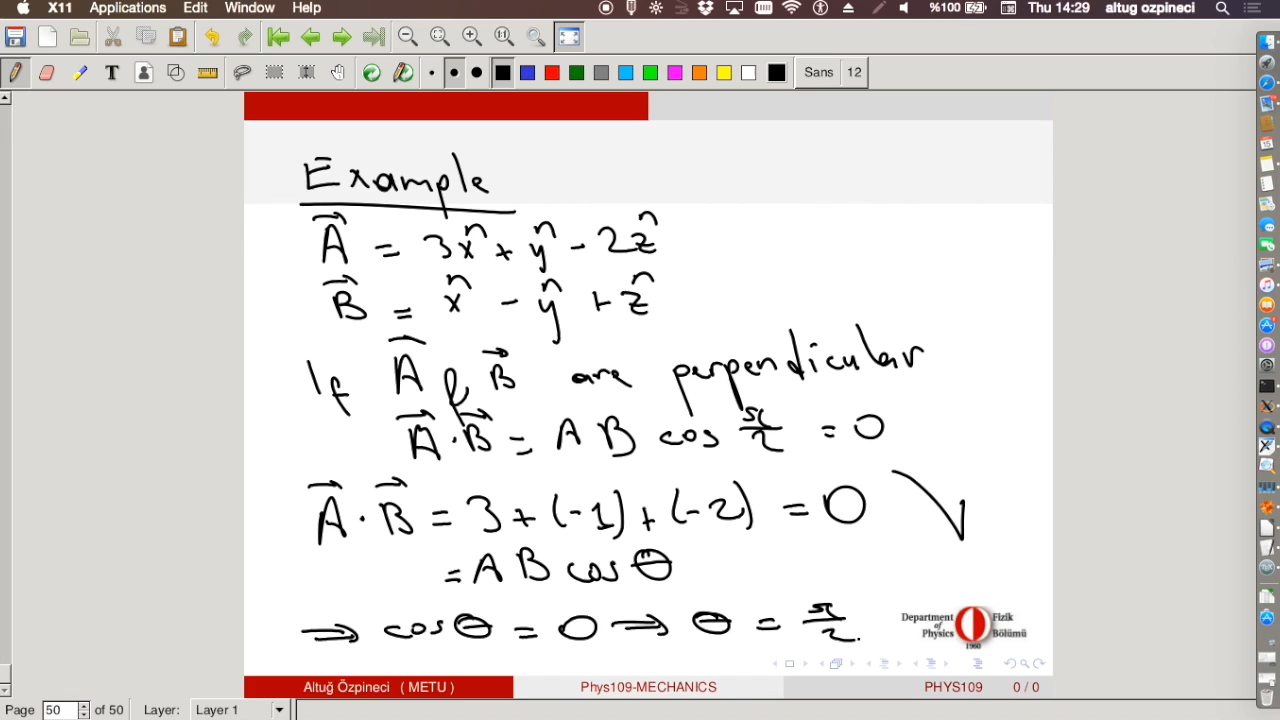 X11 Applications Edit Window Help %100 Thu 14:29 altug ozpineci
T Sans 12
Example
A⃗ = 3x̂ + ŷ - 2ẑ
B⃗ = x̂ - ŷ + ẑ
If A⃗ & B⃗ are perpendicular
A⃗ · B⃗ = A B cos π/2 = 0
A⃗ · B⃗ = 3 + (-1) + (-2) = 0
= A B cos θ
⇒ cos θ = 0 ⇒ θ = π/2.
Department of Physics 1960 Fizik Bölümü
Altuğ Özpineci ( METU ) Phys109-MECHANICS PHYS109 0 / 0
Page 50 of 50 Layer: Layer 1